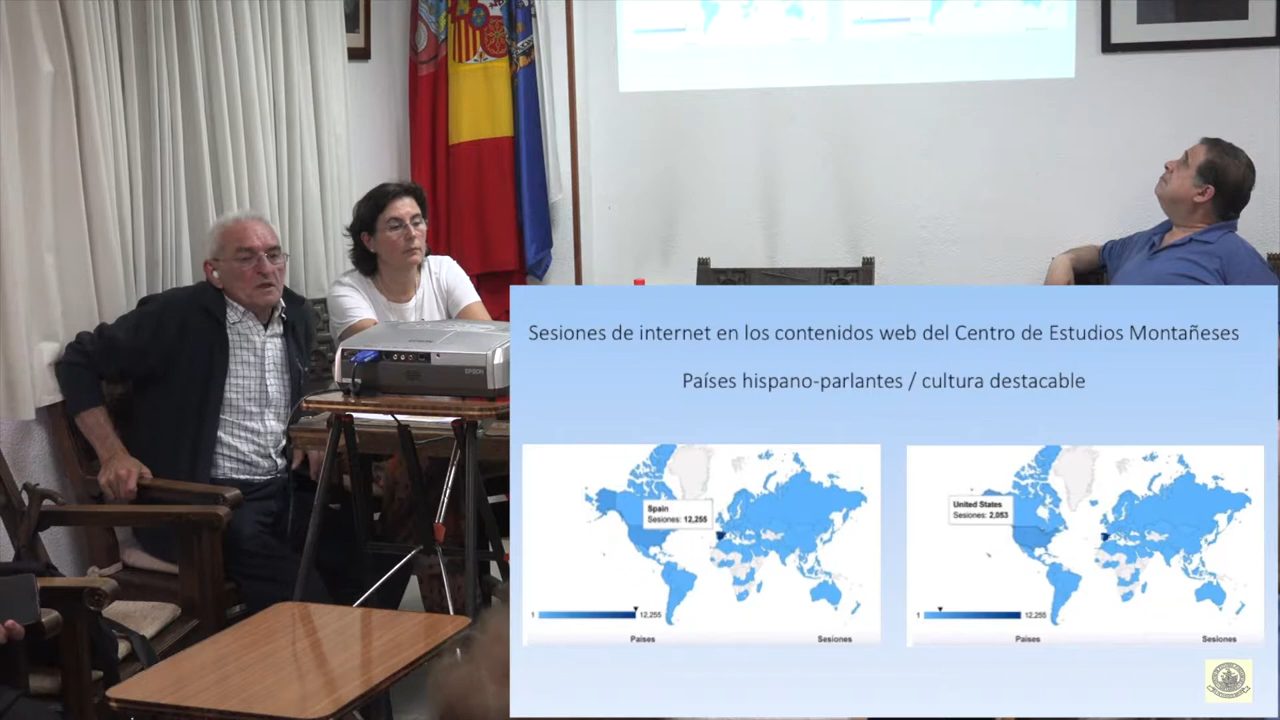 EPSON
Sesiones de internet en los contenidos web del Centro de Estudios Montañeses
Países hispano-parlantes / cultura destacable
Spain
Sesiones: 12,255
1
12,255
Países
Sesiones
United States
Sesiones: 2,053
1
12,255
Países
Sesiones